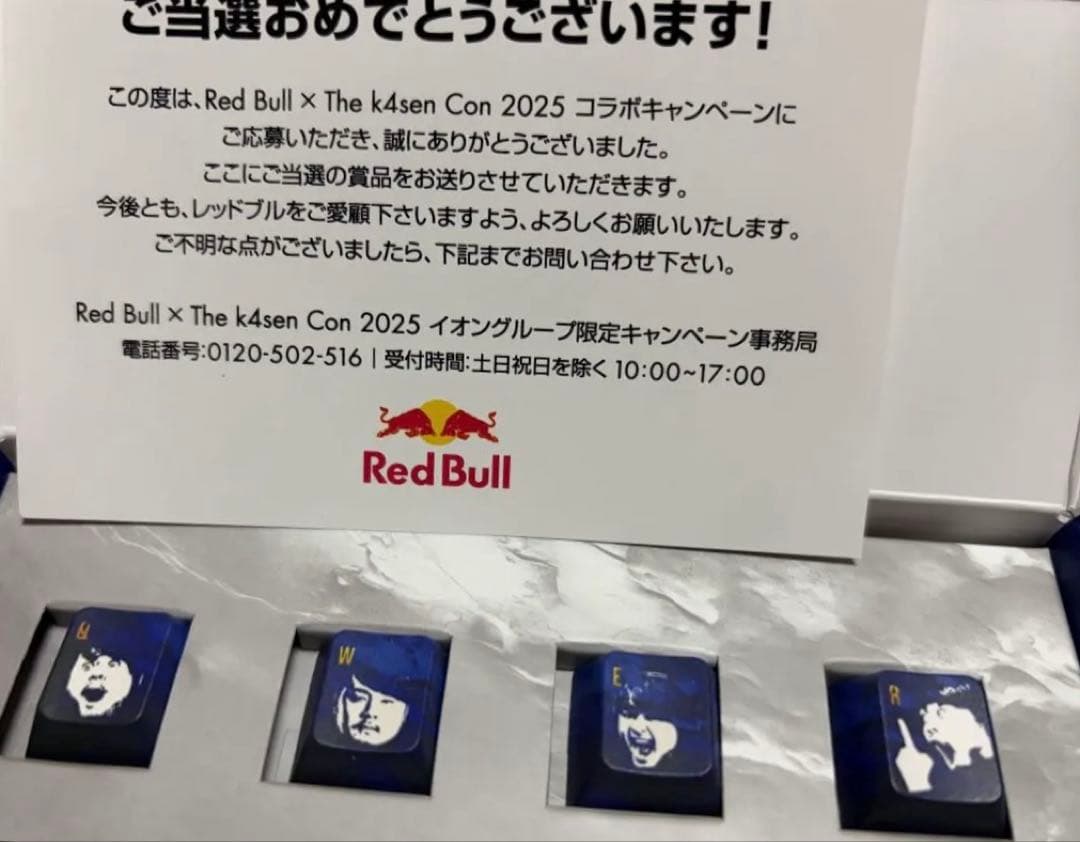 ご当選おめでとうございます!
この度は、Red Bull × The k4sen Con 2025 コラボキャンペーンに
ご応募いただき、誠にありがとうございました。
ここにご当選の賞品をお送りさせていただきます。
今後とも、レッドブルをご愛顧下さいますよう、よろしくお願いいたします。
ご不明な点がございましたら、下記までお問い合わせ下さい。
Red Bull × The k4sen Con 2025 イオングループ限定キャンペーン事務局
電話番号:0120-502-516 | 受付時間:土日祝日を除く 10:00~17:00
Red Bull
W
E
R